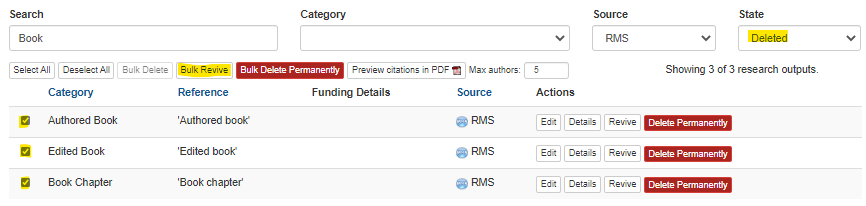 Search Category Source State
Book RMS Deleted
Select All Deselect All Bulk Delete Bulk Revive Bulk Delete Permanently Preview citations in PDF Max authors: 5 Showing 3 of 3 research outputs.
Category Reference Funding Details Source Actions
Authored Book 'Authored book' RMS Edit Details Revive Delete Permanently
Edited Book 'Edited book' RMS Edit Details Revive Delete Permanently
Book Chapter 'Book chapter' RMS Edit Details Revive Delete Permanently